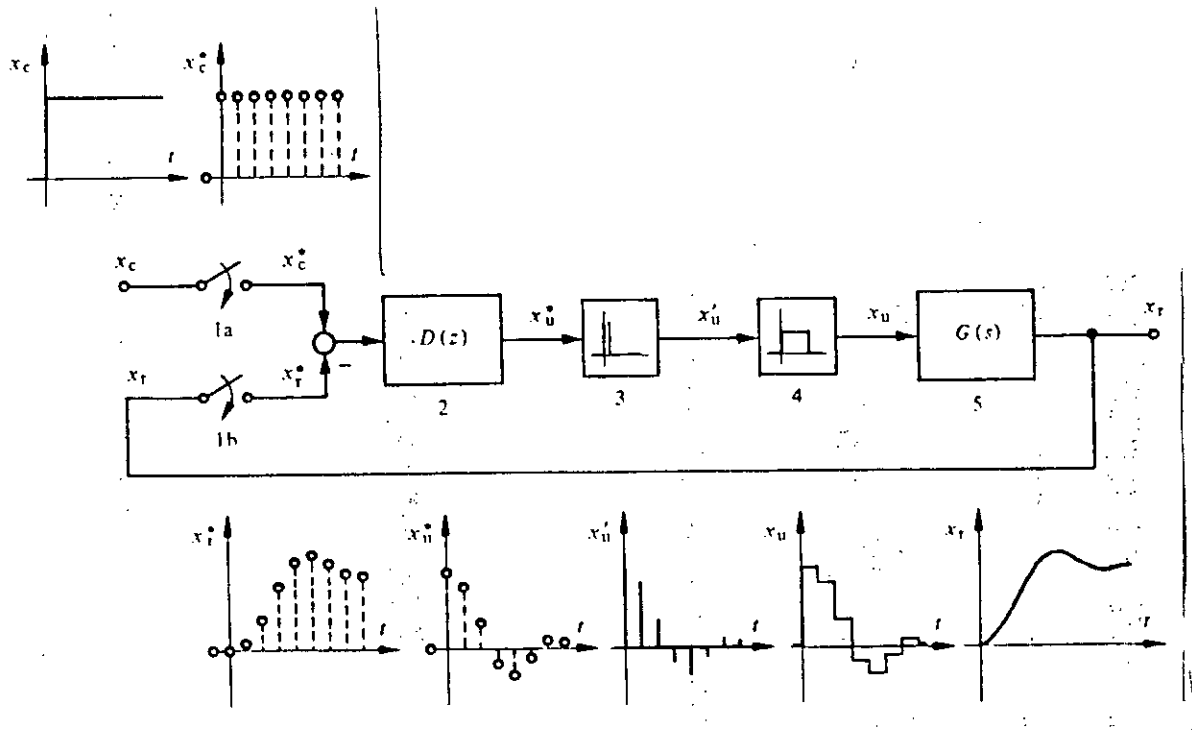 x_c
x_c^*
t
t
x_c
x_c^*
1a
x_r
x_r^*
1b
−
D(z)
2
x_u^*
3
x_u'
4
x_u
G(s)
5
x_r
x_r^*
t
x_u^*
t
x_u'
t
x_u
t
x_r
t